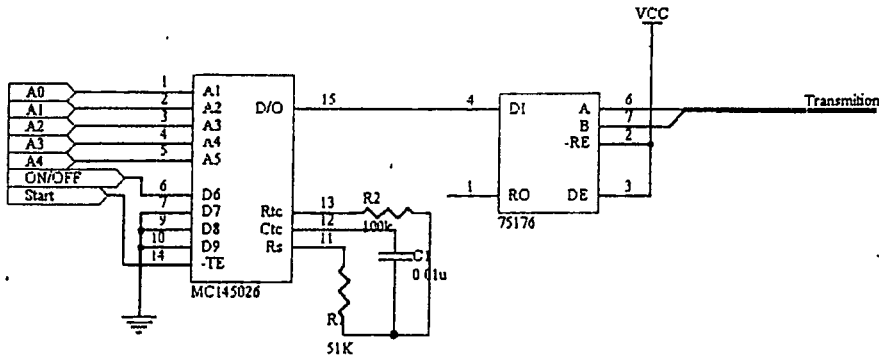 VCC
A0
A1
A2
A3
A4
ON/OFF
Start
1
2
3
4
5
6
7
9
10
14
A1
A2
A3
A4
A5
D6
D7
D8
D9
-TE
D/O
Rtc
Ctc
Rs
MC145026
15
13
12
11
R2
100k
C1
0.01u
51K
4
1
DI
RO
A
B
-RE
DE
75176
6
7
2
3
Transmition